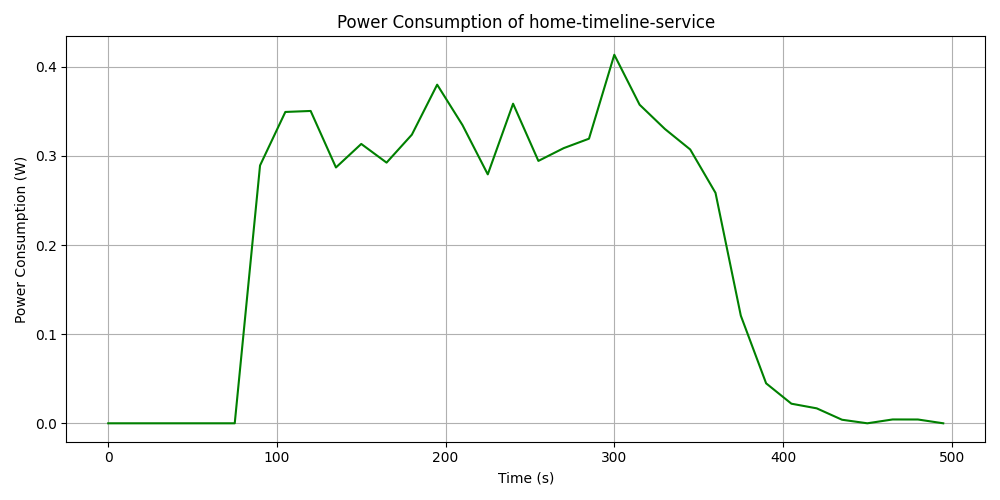 Power Consumption of home-timeline-service
Power Consumption (W)
0.4
0.3
0.2
0.1
0.0
0 100 200 300 400 500
Time (s)